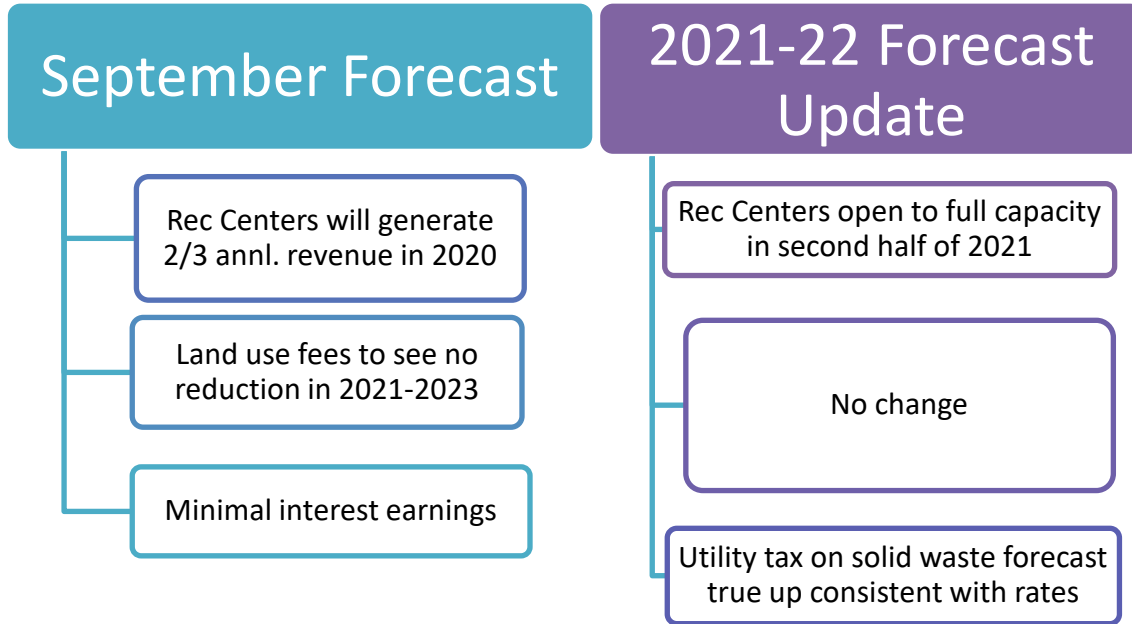 September Forecast
Rec Centers will generate
2/3 annl. revenue in 2020
Land use fees to see no
reduction in 2021-2023
Minimal interest earnings
2021-22 Forecast
Update
Rec Centers open to full capacity
in second half of 2021
No change
Utility tax on solid waste forecast
true up consistent with rates